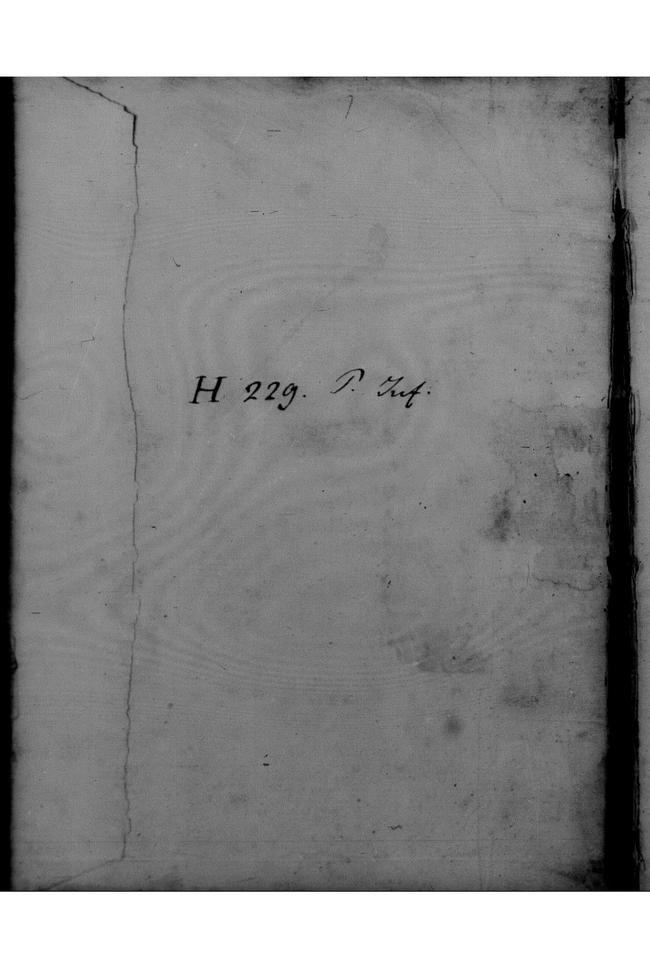 H 229. P. Inf.